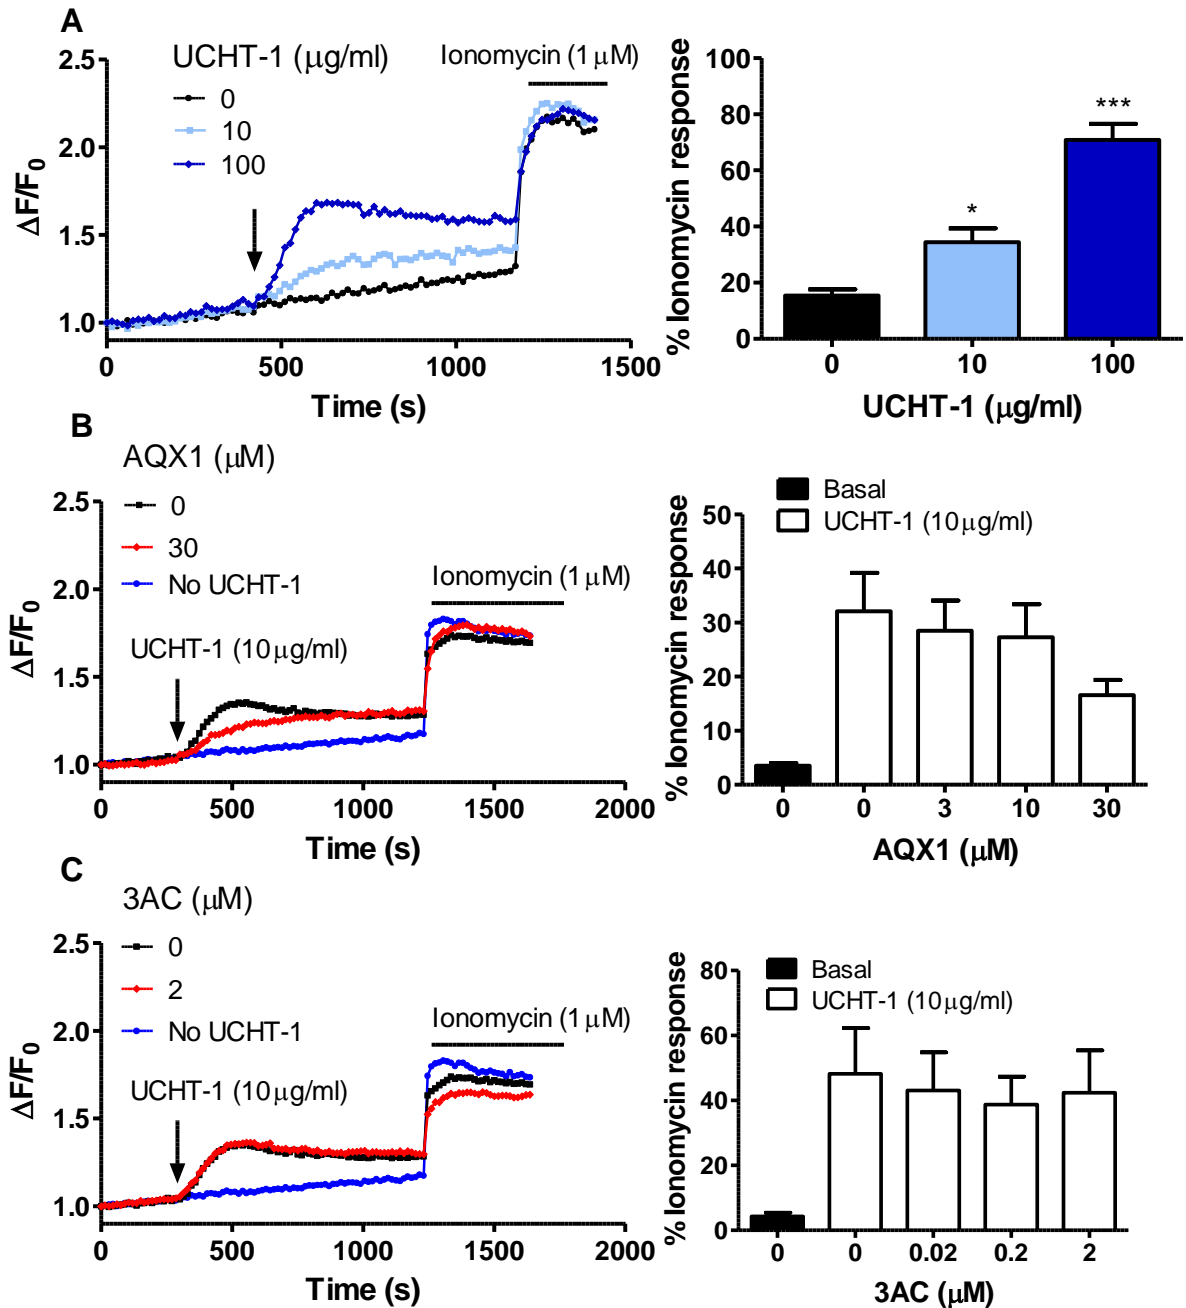 A
UCHT-1 (μg/ml)
0
10
100
Ionomycin (1 μM)
2.5
2.0
1.5
1.0
ΔF/F0
0 500 1000 1500
Time (s)
% Ionomycin response
100
80
60
40
20
0
*
***
0 10 100
UCHT-1 (μg/ml)
B
AQX1 (μM)
0
30
No UCHT-1
UCHT-1 (10μg/ml)
Ionomycin (1 μM)
2.5
2.0
1.5
1.0
ΔF/F0
0 500 1000 1500 2000
Time (s)
Basal
UCHT-1 (10μg/ml)
% Ionomycin response
50
40
30
20
10
0
0 0 3 10 30
AQX1 (μM)
C
3AC (μM)
0
2
No UCHT-1
UCHT-1 (10μg/ml)
Ionomycin (1 μM)
2.5
2.0
1.5
1.0
ΔF/F0
0 500 1000 1500 2000
Time (s)
Basal
UCHT-1 (10μg/ml)
% Ionomycin response
80
60
40
20
0
0 0 0.02 0.2 2
3AC (μM)